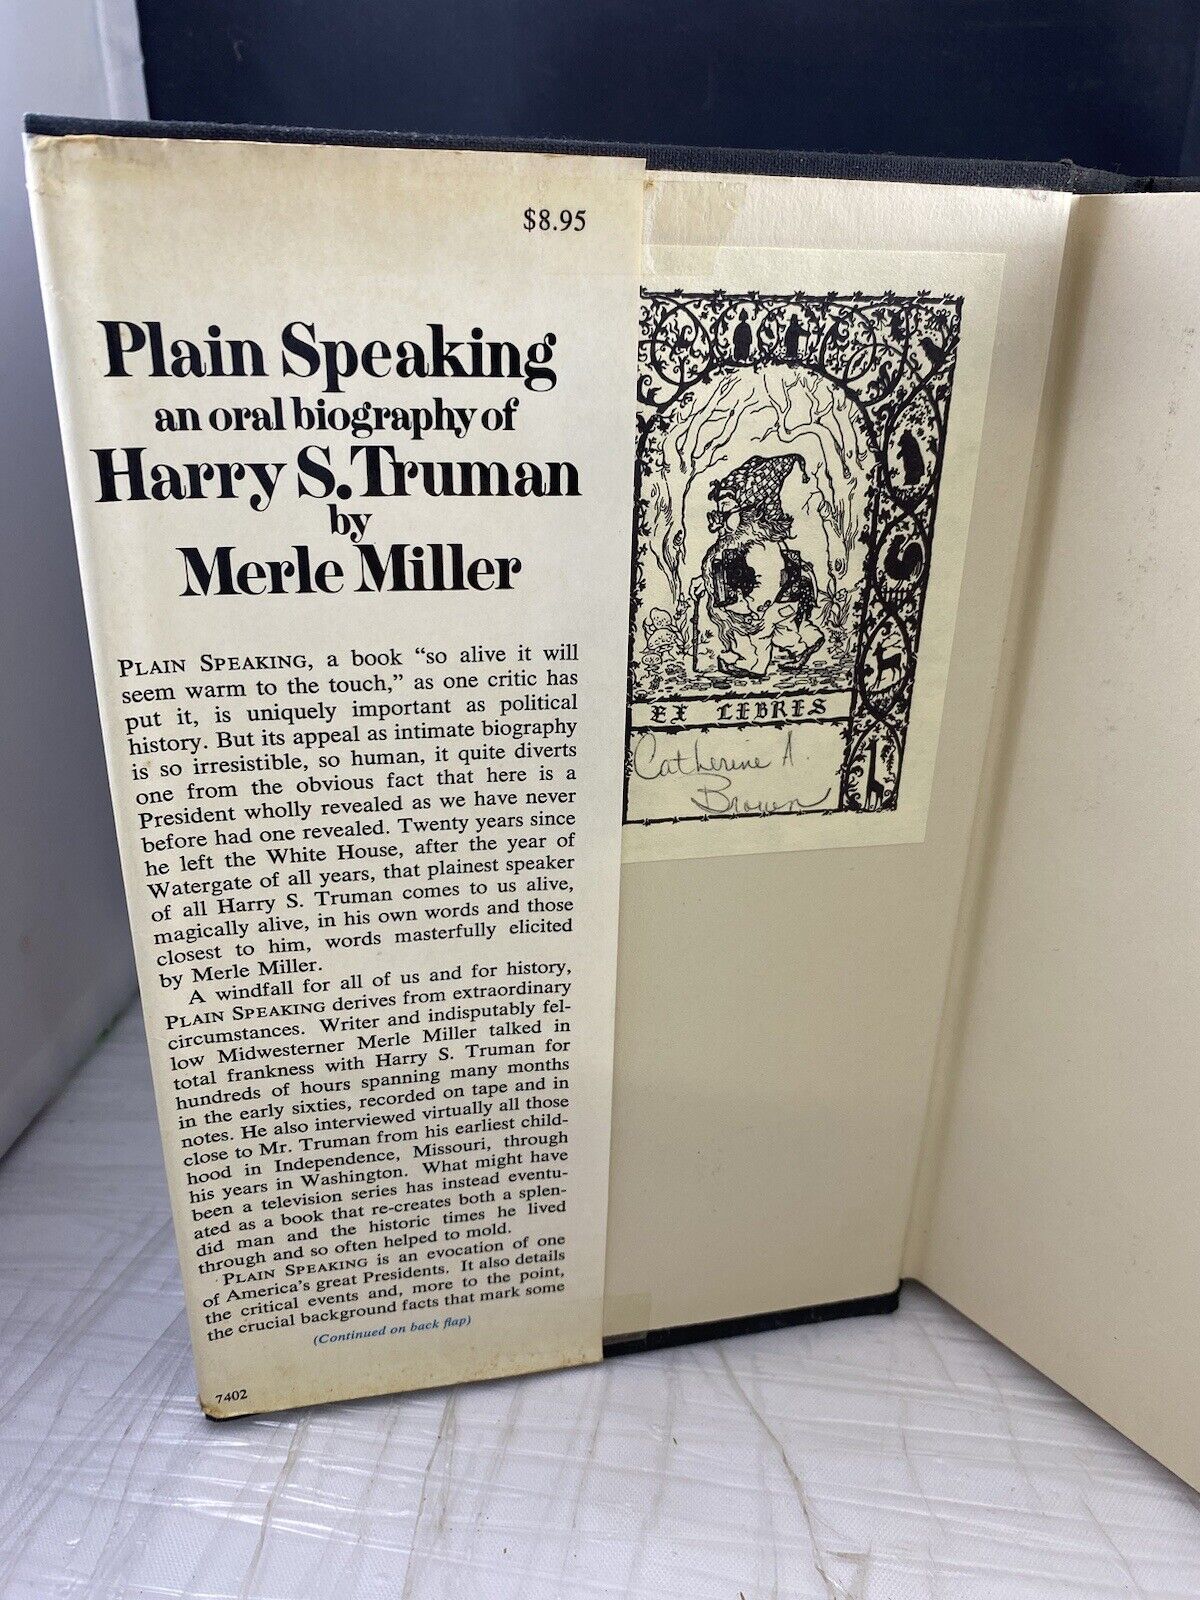 $8.95
Plain Speaking
an oral biography of
Harry S. Truman
by
Merle Miller
PLAIN SPEAKING, a book “so alive it will
seem warm to the touch,” as one critic has
put it, is uniquely important as political
history. But its appeal as intimate biography
is so irresistible, so human, it quite diverts
one from the obvious fact that here is a
President wholly revealed as we have never
before had one revealed. Twenty years since
he left the White House, after the year of
Watergate of all years, that plainest speaker
of all Harry S. Truman comes to us alive,
magically alive, in his own words and those
closest to him, words masterfully elicited
by Merle Miller.
A windfall for all of us and for history,
PLAIN SPEAKING derives from extraordinary
circumstances. Writer and indisputably fel-
low Midwesterner Merle Miller talked in
total frankness with Harry S. Truman for
hundreds of hours spanning many months
in the early sixties, recorded on tape and in
notes. He also interviewed virtually all those
close to Mr. Truman from his earliest child-
hood in Independence, Missouri, through
his years in Washington. What might have
been a television series has instead eventu-
ated as a book that re-creates both a splen-
did man and the historic times he lived
through and so often helped to mold.
PLAIN SPEAKING is an evocation of one
of America's great Presidents. It also details
the critical events and, more to the point,
the crucial background facts that mark some
(Continued on back flap)
7402
EX LIBRIS
Catherine A.
Brown